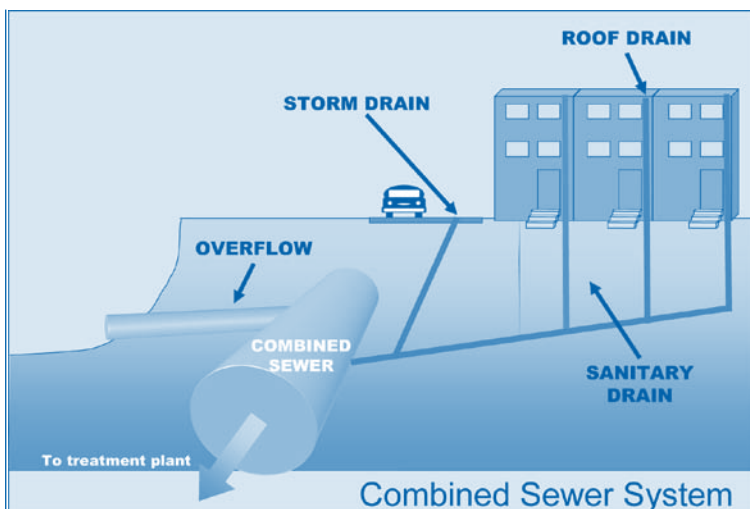 ROOF DRAIN
STORM DRAIN
OVERFLOW
COMBINED
SEWER
SANITARY
DRAIN
To treatment plant
Combined Sewer System